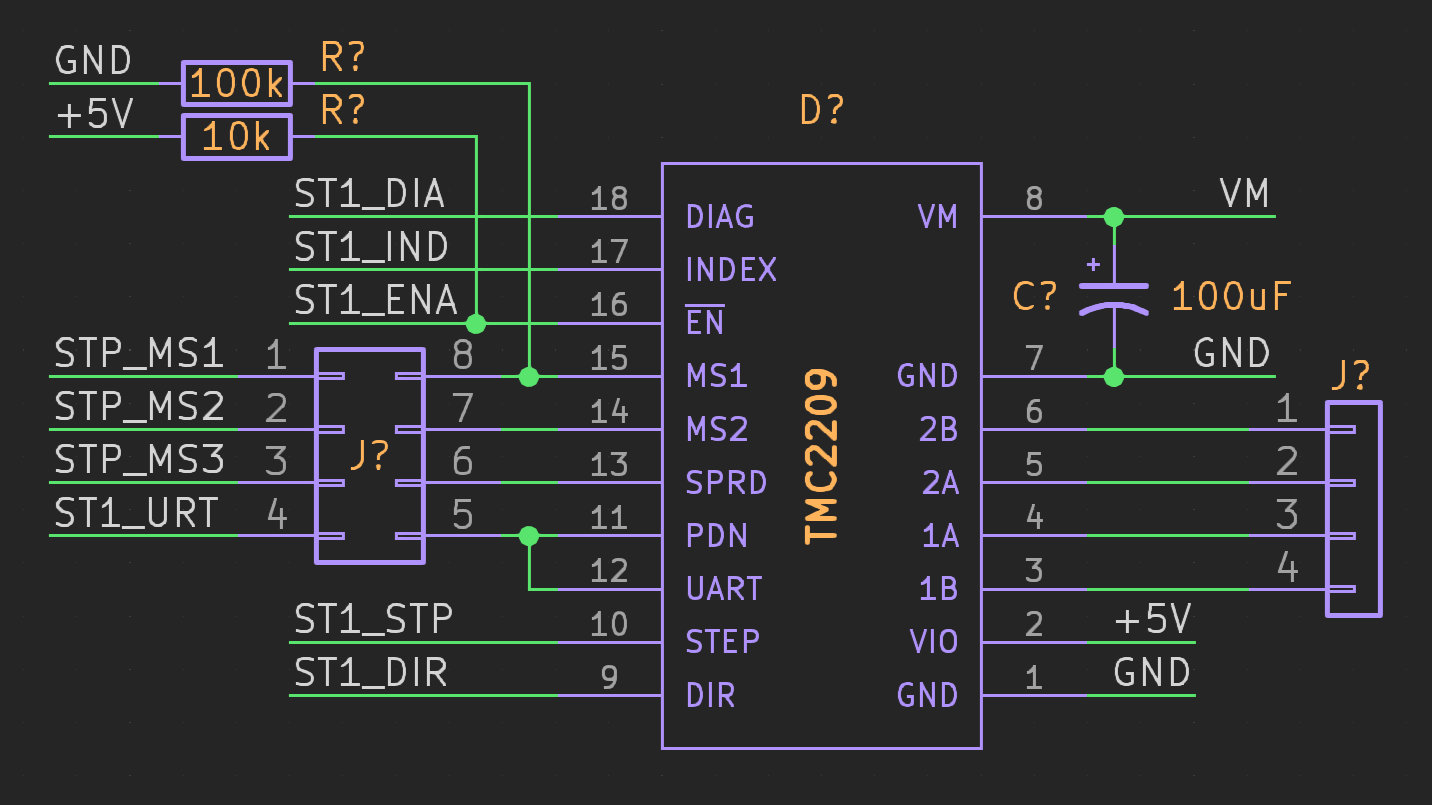 GND R?
100k
+5V R?
10k
D?
ST1_DIA 18 DIAG VM 8 VM
ST1_IND 17 INDEX
+
ST1_ENA 16 EN C? 100uF
STP_MS1 1 8 15 MS1 GND 7 GND
J?
STP_MS2 2 7 14 MS2 2B 6 1
STP_MS3 3 J? 6 13 SPRD 2A 5 2
TMC2209
ST1_URT 4 5 11 PDN 1A 4 3
12 UART 1B 3 4
ST1_STP 10 STEP VIO 2 +5V
ST1_DIR 9 DIR GND 1 GND